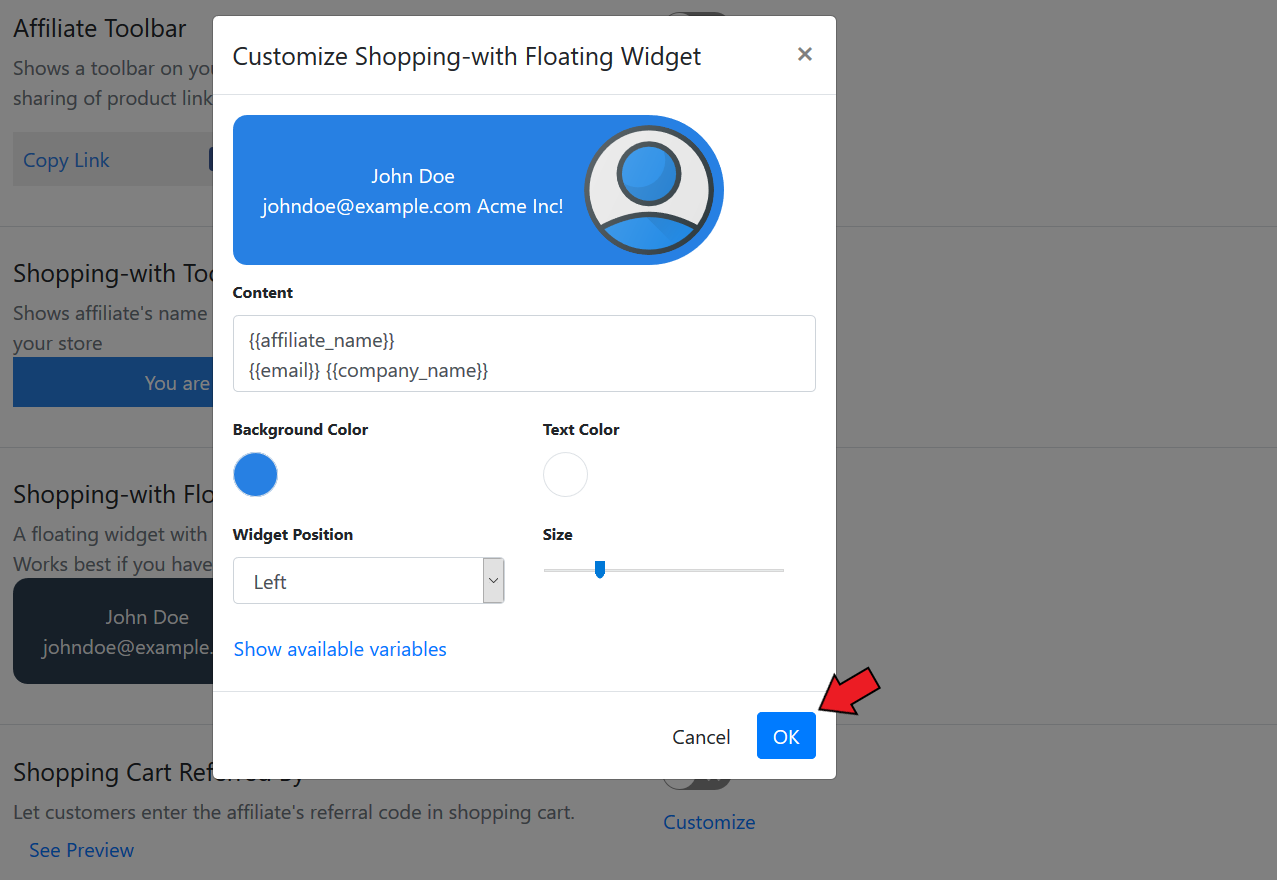 Affiliate Toolbar
Shows a toolbar on you
sharing of product link
Copy Link
Shopping-with Too
Shows affiliate's name
your store
You are
Shopping-with Flo
A floating widget with
Works best if you have
John Doe
johndoe@example.
Customize Shopping-with Floating Widget
×
John Doe
johndoe@example.com Acme Inc!
Content
{{affiliate_name}}
{{email}} {{company_name}}
Background Color
Text Color
Widget Position
Size
Left
Show available variables
Cancel
OK
Shopping Cart Referred By
Let customers enter the affiliate's referral code in shopping cart.
Customize
See Preview